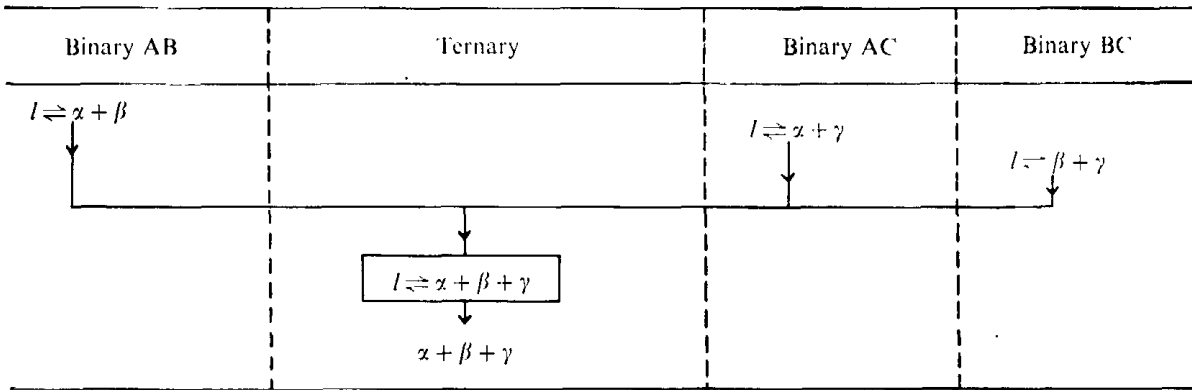 Binary AB
Ternary
Binary AC
Binary BC
l ⇌ α + β
l ⇌ α + γ
l ⇌ β + γ
l ⇌ α + β + γ
α + β + γ